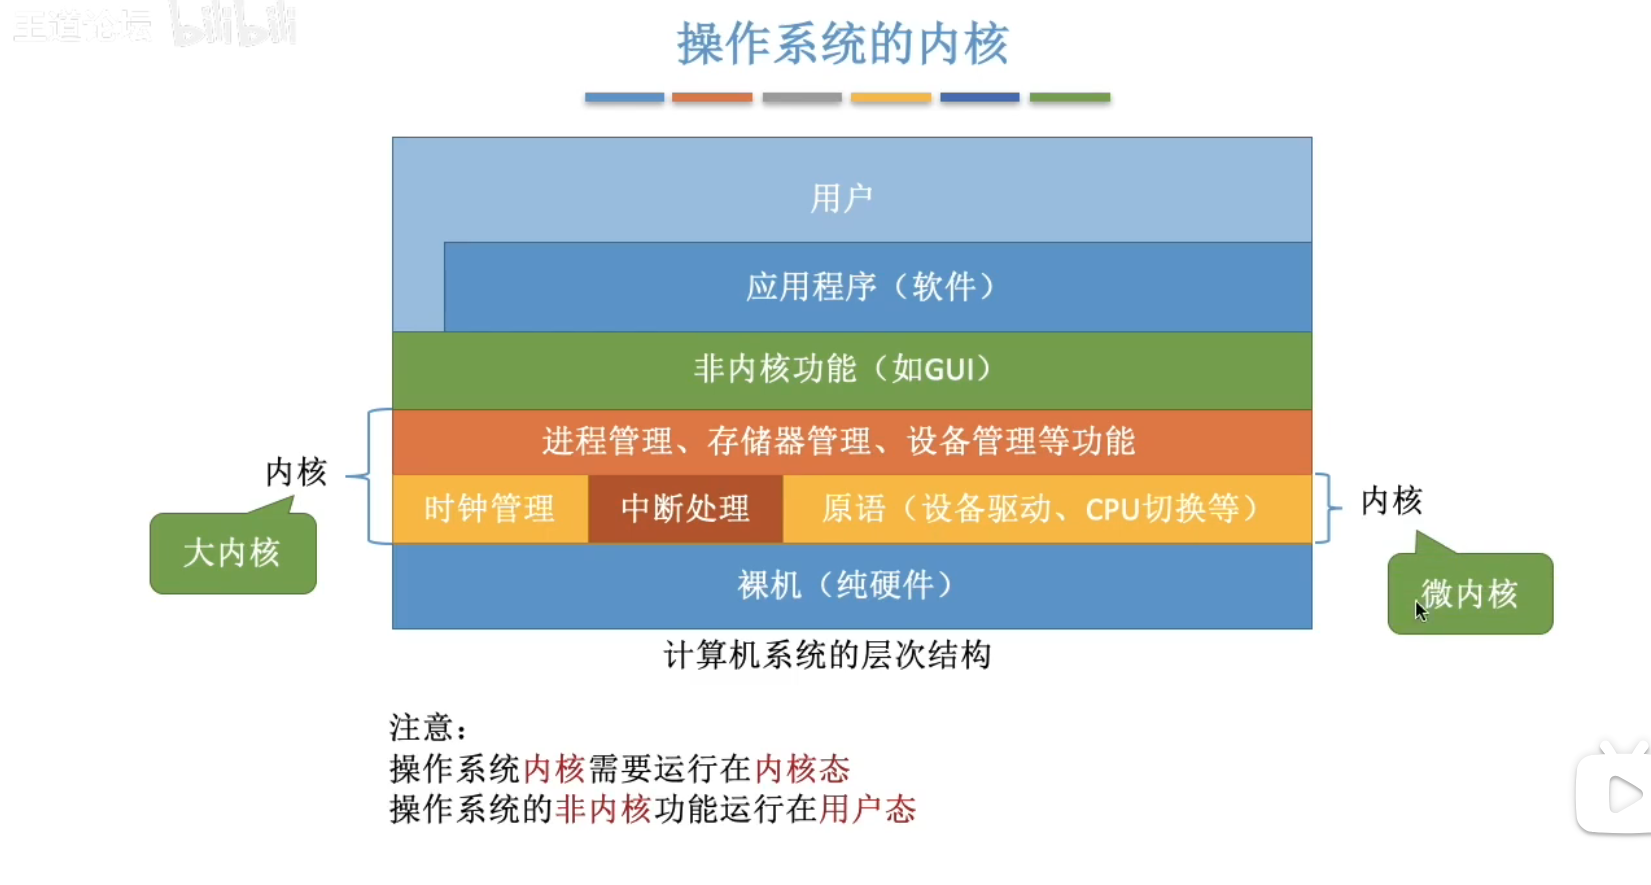 王道论坛 bilibili
操作系统的内核
用户
应用程序（软件）
非内核功能（如GUI）
进程管理、存储器管理、设备管理等功能
内核
时钟管理 中断处理 原语（设备驱动、CPU切换等）
内核
大内核
裸机（纯硬件）
微内核
计算机系统的层次结构
注意：
操作系统内核需要运行在内核态
操作系统的非内核功能运行在用户态